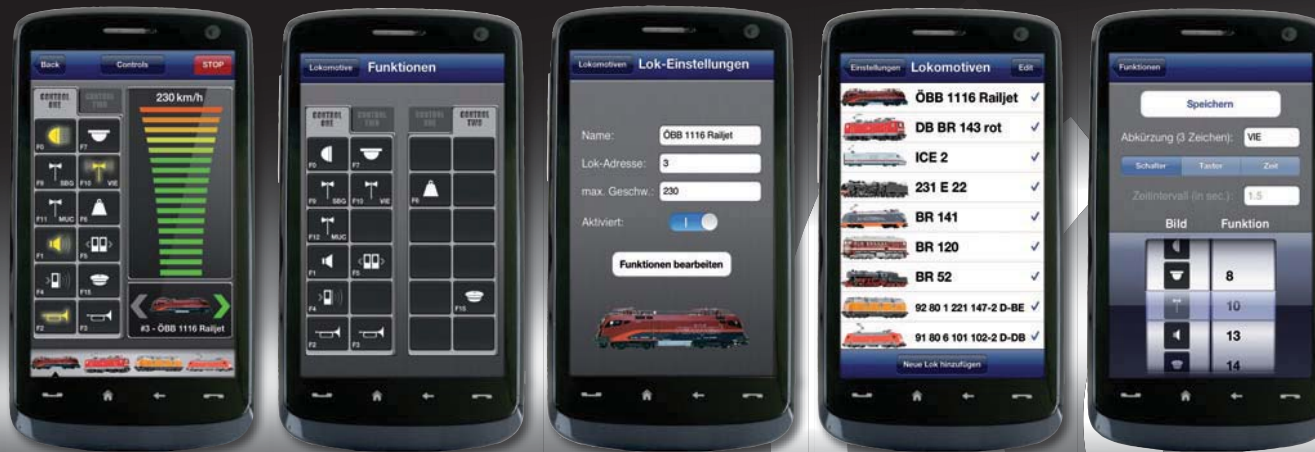 Back Controls STOP
CONTROL ONE CONTROL TWO
230 km/h
F0 F7
F9 SBG F10 VIE
F11 MUC F6
F1 F5
F4 F15
F2 F3
#3 - ÖBB 1116 Railjet
Lokomotive Funktionen
CONTROL ONE CONTROL TWO CONTROL ONE CONTROL TWO
F0 F7
F9 SBG F10 VIE F6
F12 MUC
F1 F5
F4 F15
F2 F3
Lokomotiven Lok-Einstellungen
Name: ÖBB 1116 Railjet
Lok-Adresse: 3
max. Geschw.: 230
Aktiviert:
Funktionen bearbeiten
Einstellungen Lokomotiven Edit
ÖBB 1116 Railjet
DB BR 143 rot
ICE 2
231 E 22
BR 141
BR 120
BR 52
92 80 1 221 147-2 D-BE
91 80 6 101 102-2 D-DB
Neue Lok hinzufügen
Funktionen
Speichern
Abkürzung (3 Zeichen): VIE
Schalter Taster Zeit
Zeitintervall (in sec.): 1.5
Bild Funktion
8
10
13
14